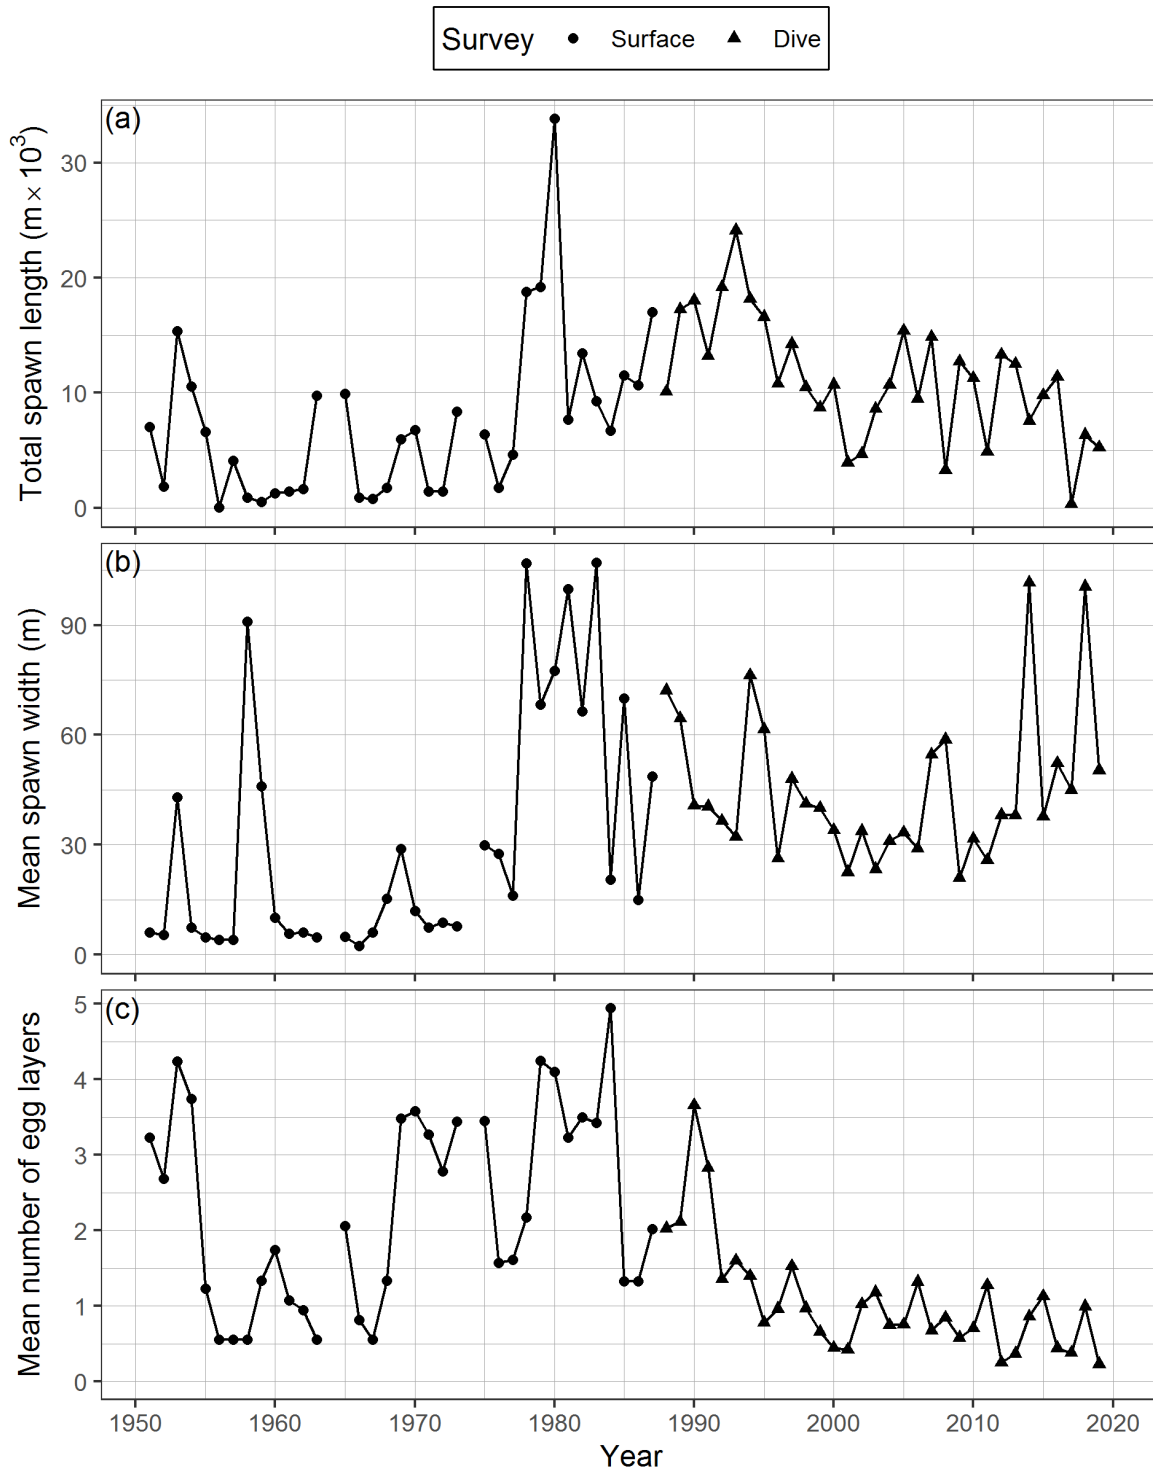 Survey Surface Dive
(a)
Total spawn length (m × 10³)
30
20
10
0
(b)
Mean spawn width (m)
90
60
30
0
(c)
Mean number of egg layers
5
4
3
2
1
0
1950 1960 1970 1980 1990 2000 2010 2020
Year